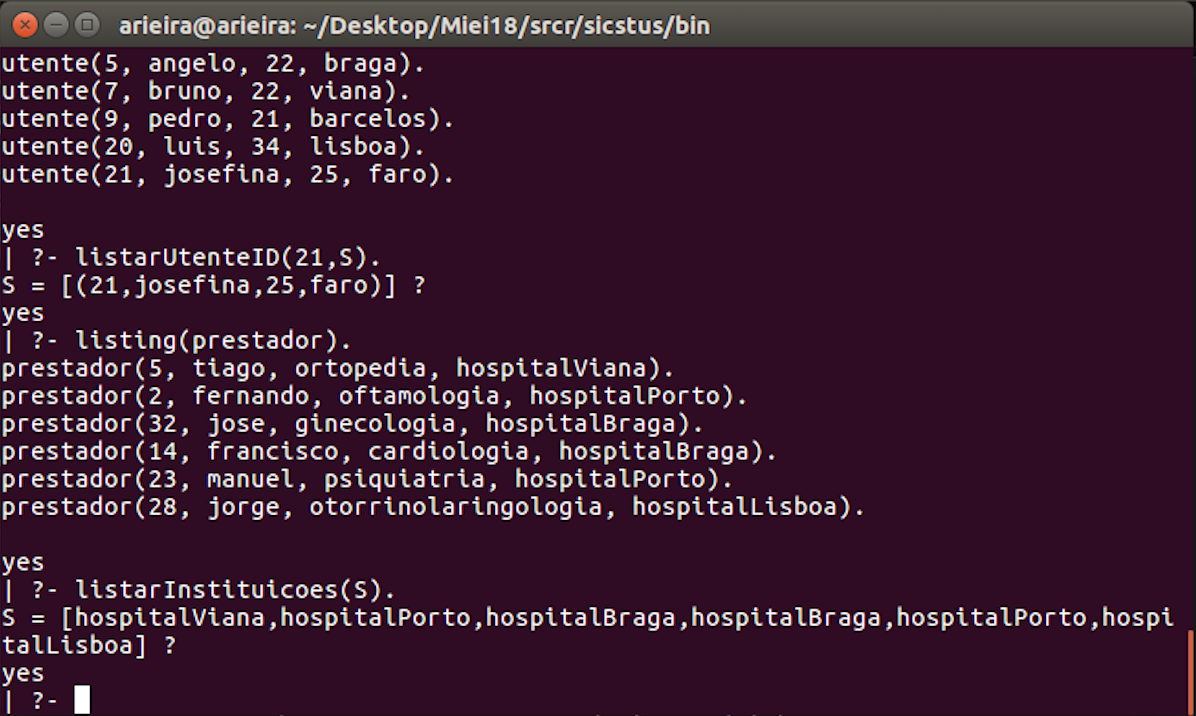 arieira@arieira: ~/Desktop/Miei18/srcr/sicstus/bin
utente(5, angelo, 22, braga).
utente(7, bruno, 22, viana).
utente(9, pedro, 21, barcelos).
utente(20, luis, 34, lisboa).
utente(21, josefina, 25, faro).
yes
| ?- listarUtenteID(21,S).
S = [(21,josefina,25,faro)] ?
yes
| ?- listing(prestador).
prestador(5, tiago, ortopedia, hospitalViana).
prestador(2, fernando, oftamologia, hospitalPorto).
prestador(32, jose, ginecologia, hospitalBraga).
prestador(14, francisco, cardiologia, hospitalBraga).
prestador(23, manuel, psiquiatria, hospitalPorto).
prestador(28, jorge, otorrinolaringologia, hospitalLisboa).
yes
| ?- listarInstituicoes(S).
S = [hospitalViana,hospitalPorto,hospitalBraga,hospitalBraga,hospitalPorto,hospi
talLisboa] ?
yes
| ?-